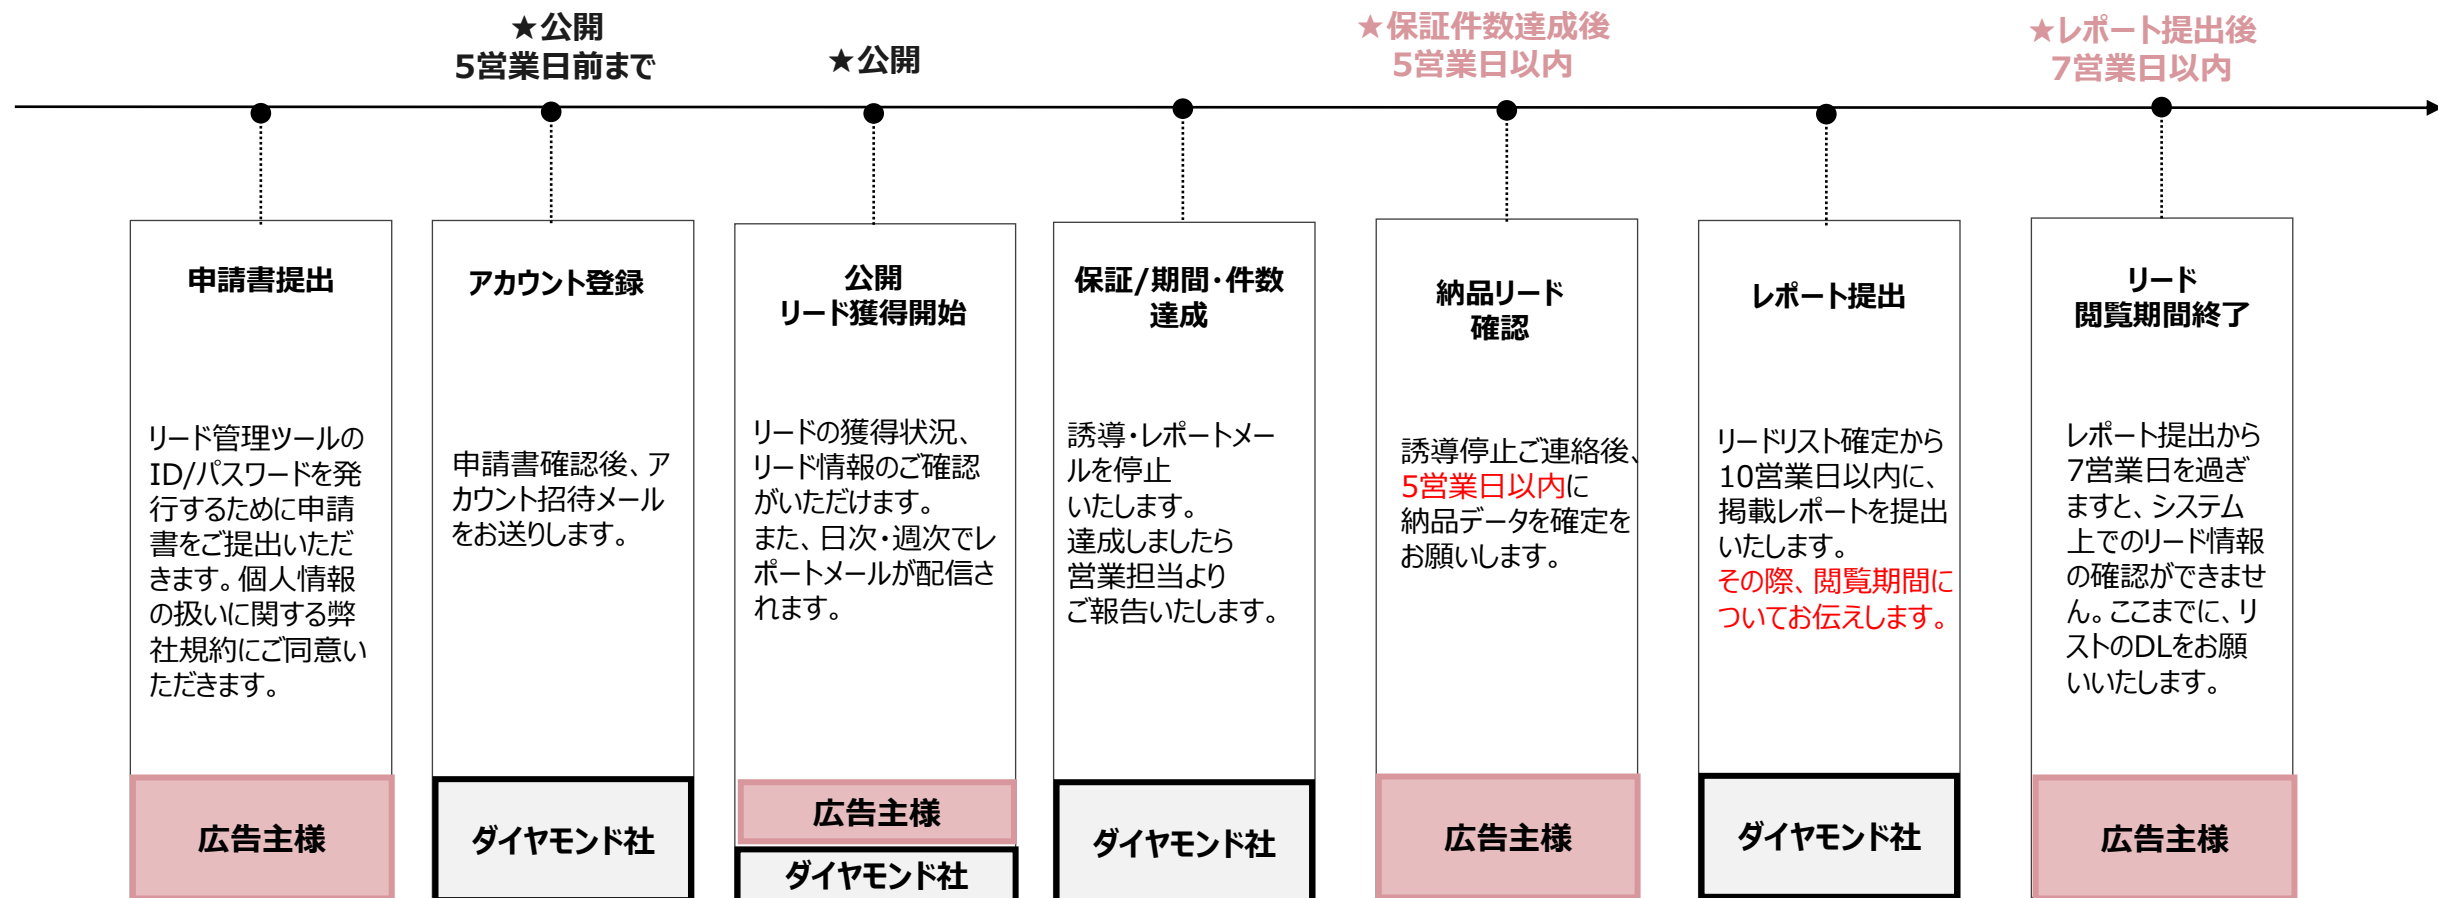 ★公開
5営業日前まで
★公開
★保証件数達成後
5営業日以内
★レポート提出後
7営業日以内
申請書提出
リード管理ツールの
ID/パスワードを発
行するために申請
書をご提出いただ
きます。個人情報
の扱いに関する弊
社規約にご同意い
ただきます。
広告主様
アカウント登録
申請書確認後、ア
カウント招待メール
をお送りします。
ダイヤモンド社
公開
リード獲得開始
リードの獲得状況、
リード情報のご確認
がいただけます。
また、日次・週次でレ
ポートメールが配信さ
れます。
広告主様
ダイヤモンド社
保証/期間・件数
達成
誘導・レポートメー
ルを停止
いたします。
達成しましたら
営業担当より
ご報告いたします。
ダイヤモンド社
納品リード
確認
誘導停止ご連絡後、
5営業日以内に
納品データを確定を
お願いします。
広告主様
レポート提出
リードリスト確定から
10営業日以内に、
掲載レポートを提出
いたします。
その際、閲覧期間に
ついてお伝えします。
ダイヤモンド社
リード
閲覧期間終了
レポート提出から
7営業日を過ぎ
ますと、システム
上でのリード情報
の確認ができませ
ん。ここまでに、リ
ストのDLをお願
いいたします。
広告主様